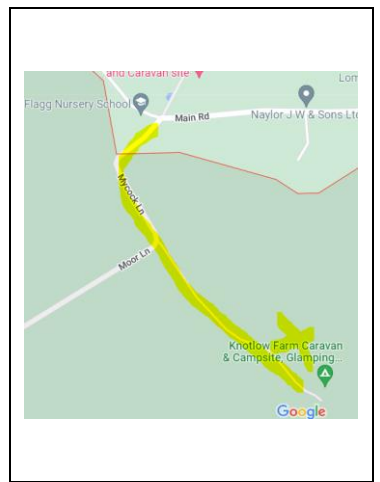 and Caravan site
Lom
Flagg Nursery School
Main Rd
Naylor J W & Sons Ltd
Mycock Ln
Moor Ln
Knotlow Farm Caravan
& Campsite, Glamping...
Google